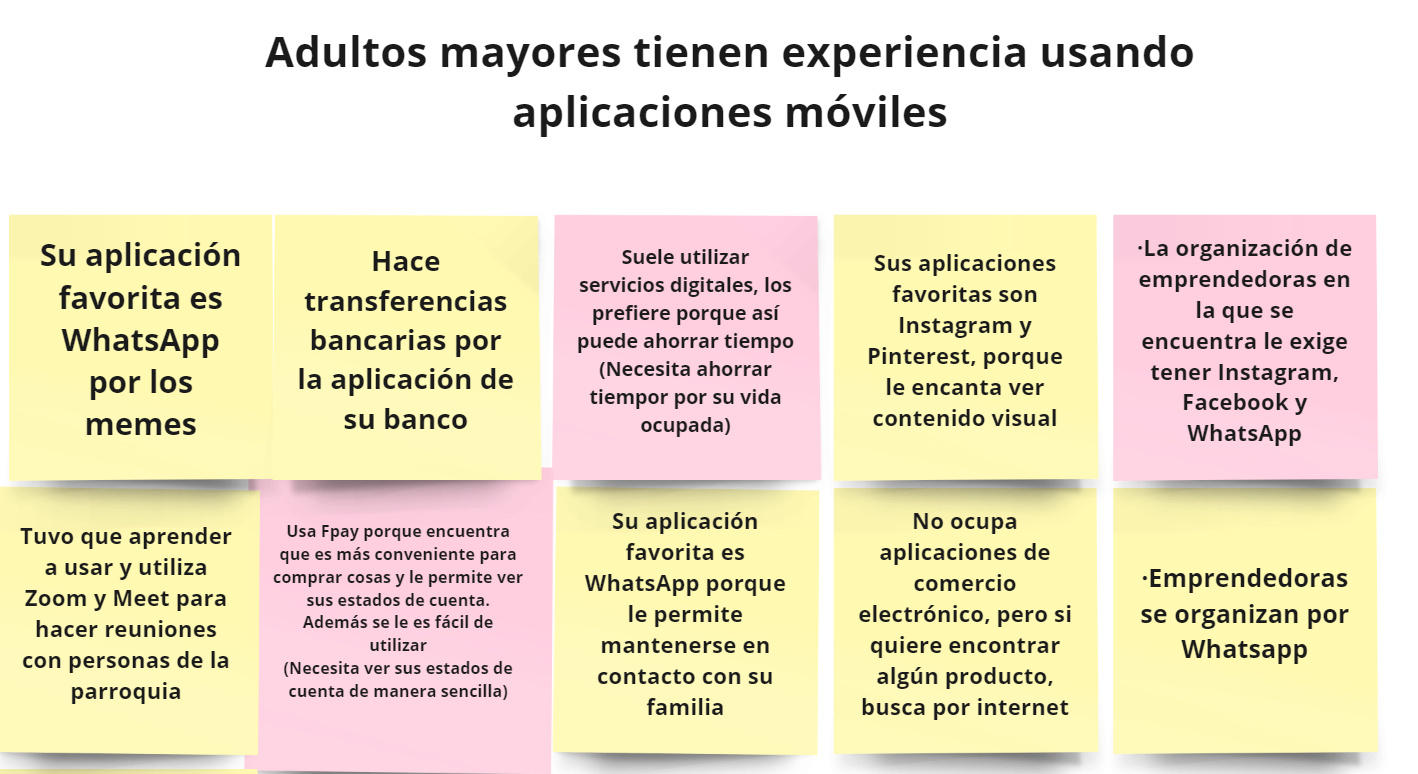 Adultos mayores tienen experiencia usando
aplicaciones móviles
Su aplicación
favorita es
WhatsApp
por los
memes
Hace
transferencias
bancarias por
la aplicación de
su banco
Suele utilizar
servicios digitales, los
prefiere porque así
puede ahorrar tiempo
(Necesita ahorrar
tiempor por su vida
ocupada)
Sus aplicaciones
favoritas son
Instagram y
Pinterest, porque
le encanta ver
contenido visual
·La organización de
emprendedoras en
la que se
encuentra le exige
tener Instagram,
Facebook y
WhatsApp
Tuvo que aprender
a usar y utiliza
Zoom y Meet para
hacer reuniones
con personas de la
parroquia
Usa Fpay porque encuentra
que es más conveniente para
comprar cosas y le permite ver
sus estados de cuenta.
Además se le es fácil de
utilizar
(Necesita ver sus estados de
cuenta de manera sencilla)
Su aplicación
favorita es
WhatsApp porque
le permite
mantenerse en
contacto con su
familia
No ocupa
aplicaciones de
comercio
electrónico, pero si
quiere encontrar
algún producto,
busca por internet
·Emprendedoras
se organizan por
Whatsapp